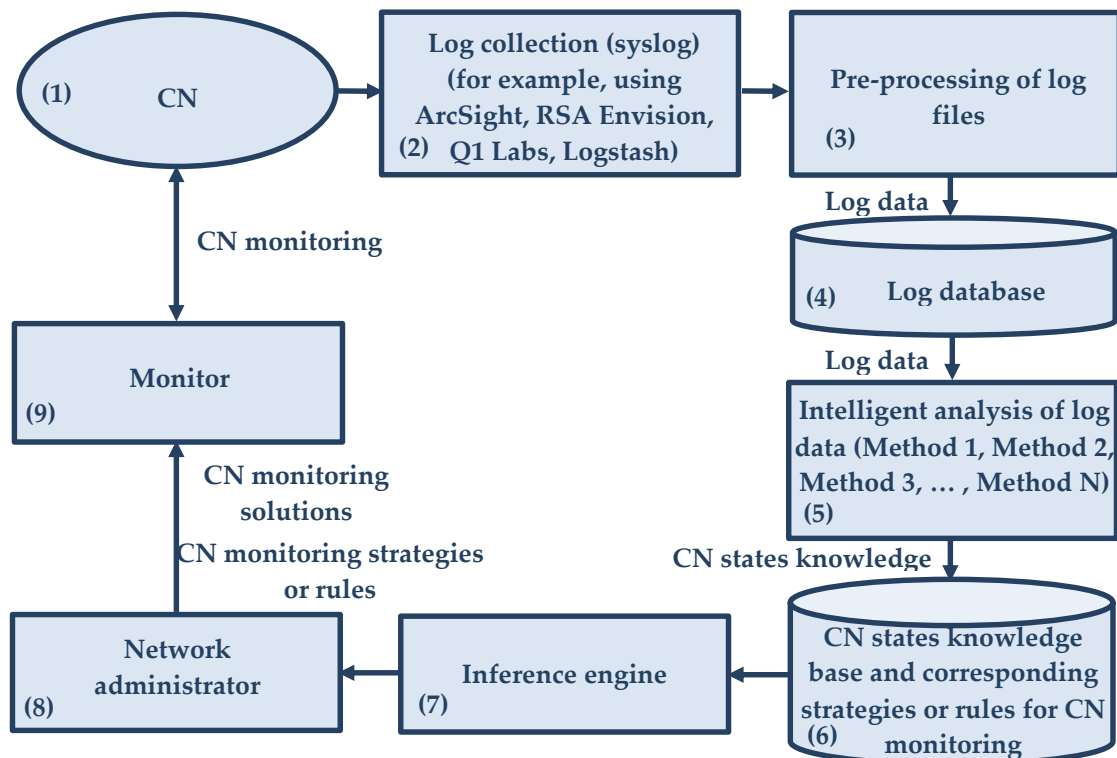 (1)
CN
Log collection (syslog)
(for example, using
ArcSight, RSA Envision,
(2) Q1 Labs, Logstash)
Pre-processing of log
files
(3)
Log data
(4) Log database
Log data
Intelligent analysis of log
data (Method 1, Method 2,
Method 3, … , Method N)
(5)
CN states knowledge
CN states knowledge
base and corresponding
strategies or rules for CN
(6) monitoring
Inference engine
(7)
Network
administrator
(8)
CN monitoring
solutions
CN monitoring strategies
or rules
Monitor
(9)
CN monitoring